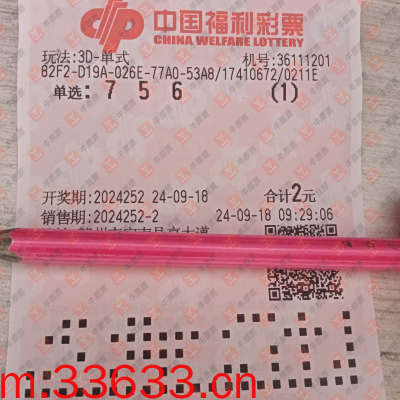 中国福利彩票
CHINA WELFARE LOTTERY
玩法:3D-单式 机号:36111201
82F2-D19A-026E-77A0-53A8/17410672/0211E
单选: 7 5 6 (1)
开奖期:2024252 24-09-18 合计2元
销售期:2024252-2 24-09-18 09:29:06
m.33633.cn